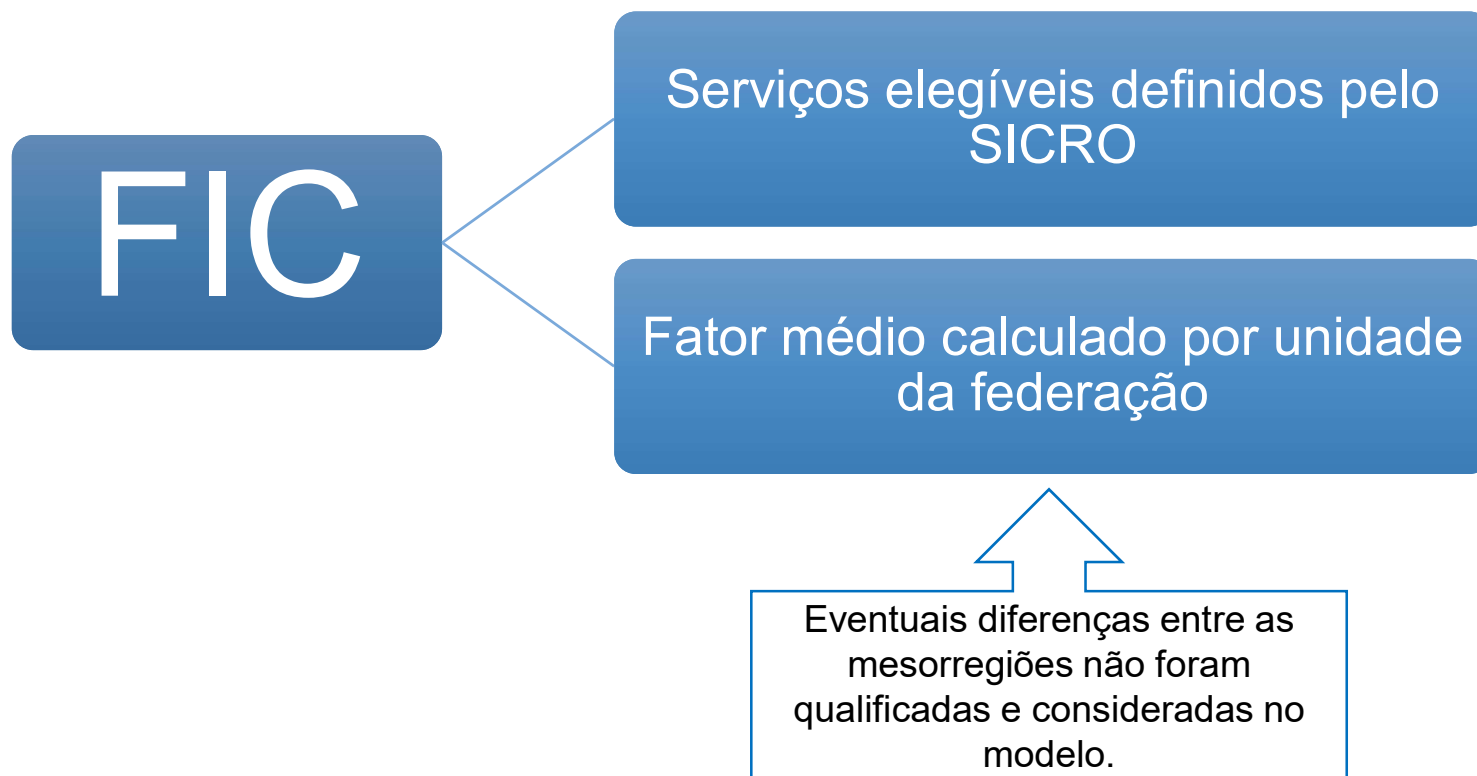 FIC
Serviços elegíveis definidos pelo
SICRO
Fator médio calculado por unidade
da federação
Eventuais diferenças entre as
mesorregiões não foram
qualificadas e consideradas no
modelo.